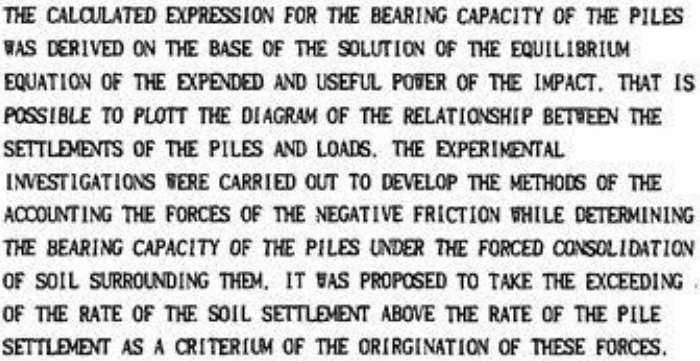 THE CALCULATED EXPRESSION FOR THE BEARING CAPACITY OF THE PILES
WAS DERIVED ON THE BASE OF THE SOLUTION OF THE EQUILIBRIUM
EQUATION OF THE EXPENDED AND USEFUL POWER OF THE IMPACT. THAT IS
POSSIBLE TO PLOTT THE DIAGRAM OF THE RELATIONSHIP BETWEEN THE
SETTLEMENTS OF THE PILES AND LOADS. THE EXPERIMENTAL
INVESTIGATIONS WERE CARRIED OUT TO DEVELOP THE METHODS OF THE
ACCOUNTING THE FORCES OF THE NEGATIVE FRICTION WHILE DETERMINING
THE BEARING CAPACITY OF THE PILES UNDER THE FORCED CONSOLIDATION
OF SOIL SURROUNDING THEM. IT WAS PROPOSED TO TAKE THE EXCEEDING
OF THE RATE OF THE SOIL SETTLEMENT ABOVE THE RATE OF THE PILE
SETTLEMENT AS A CRITERIUM OF THE ORIRGINATION OF THESE FORCES.